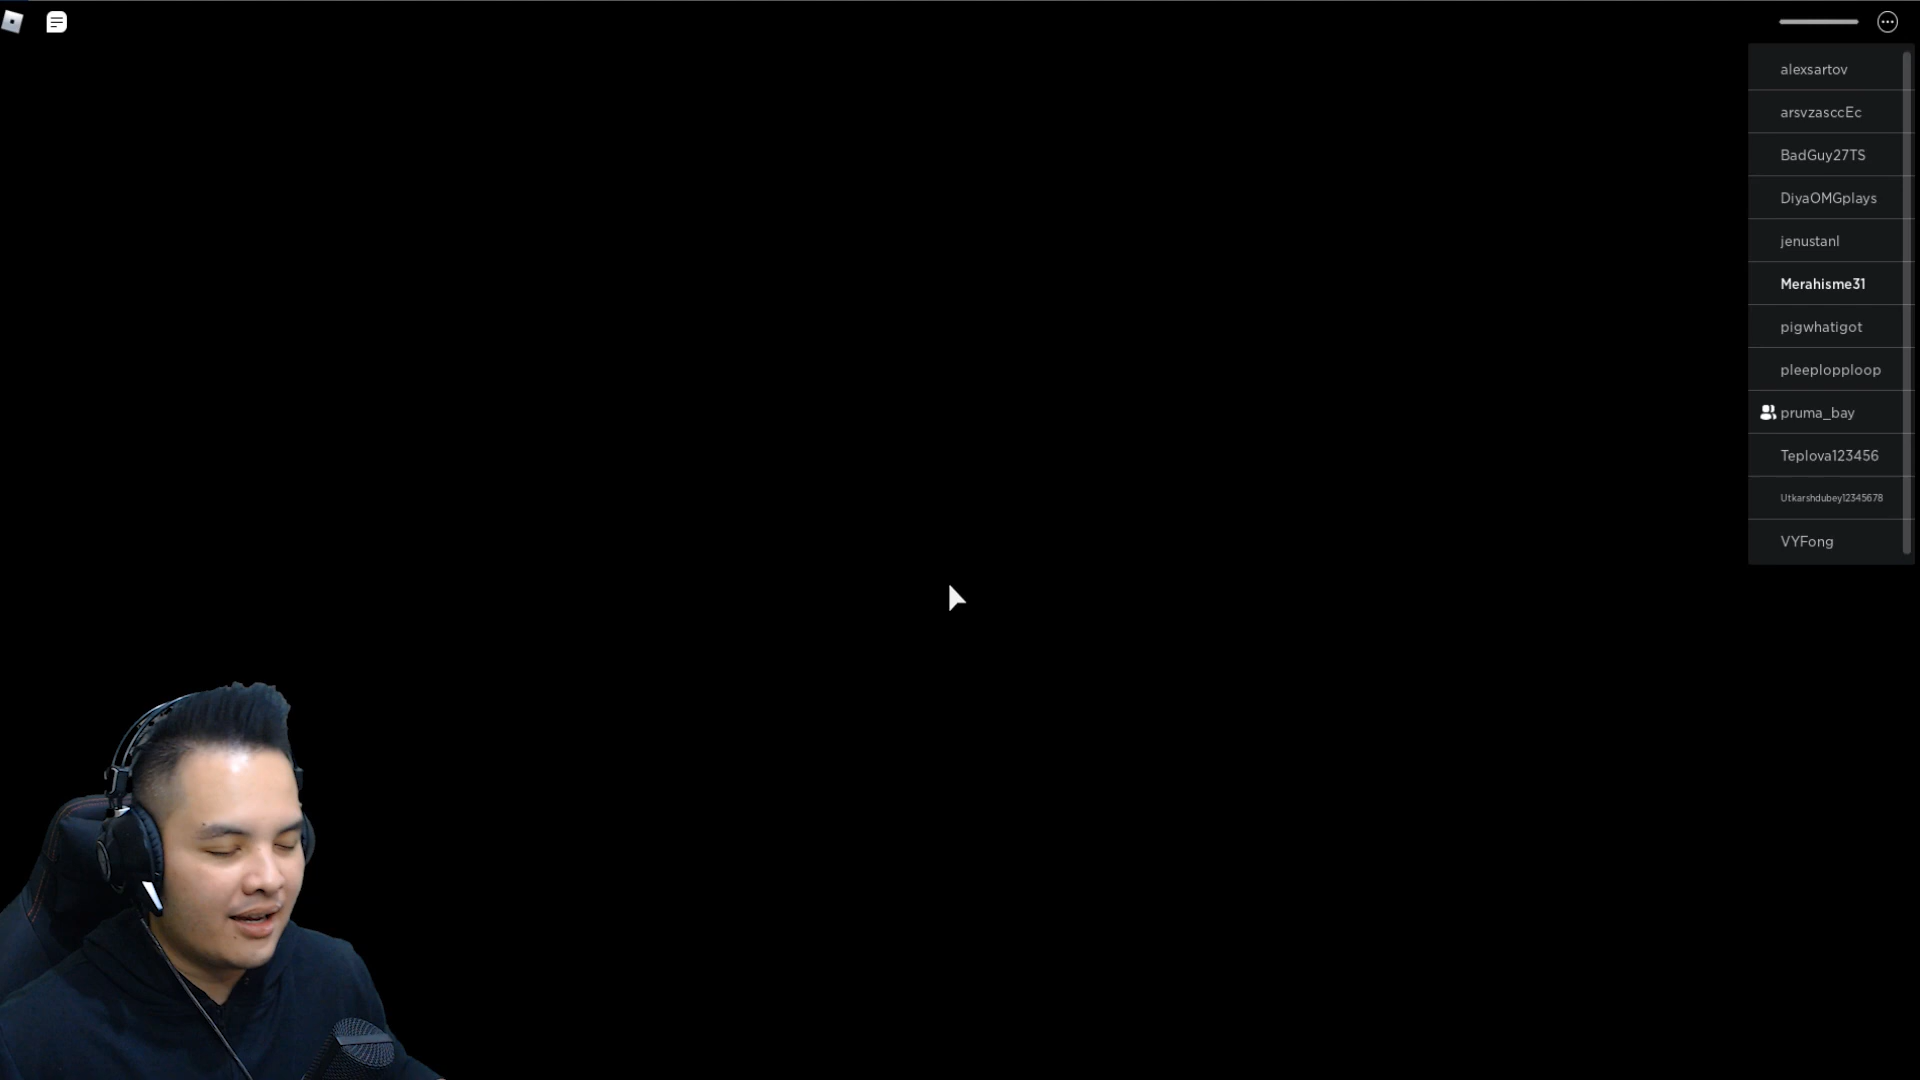 alexsartov
arsvzasccEc
BadGuy27TS
DiyaOMGplays
jenustanl
Merahisme31
pigwhatigot
pleeplopploop
pruma_bay
Teplova123456
Utkarshdubey12345678
VYFong